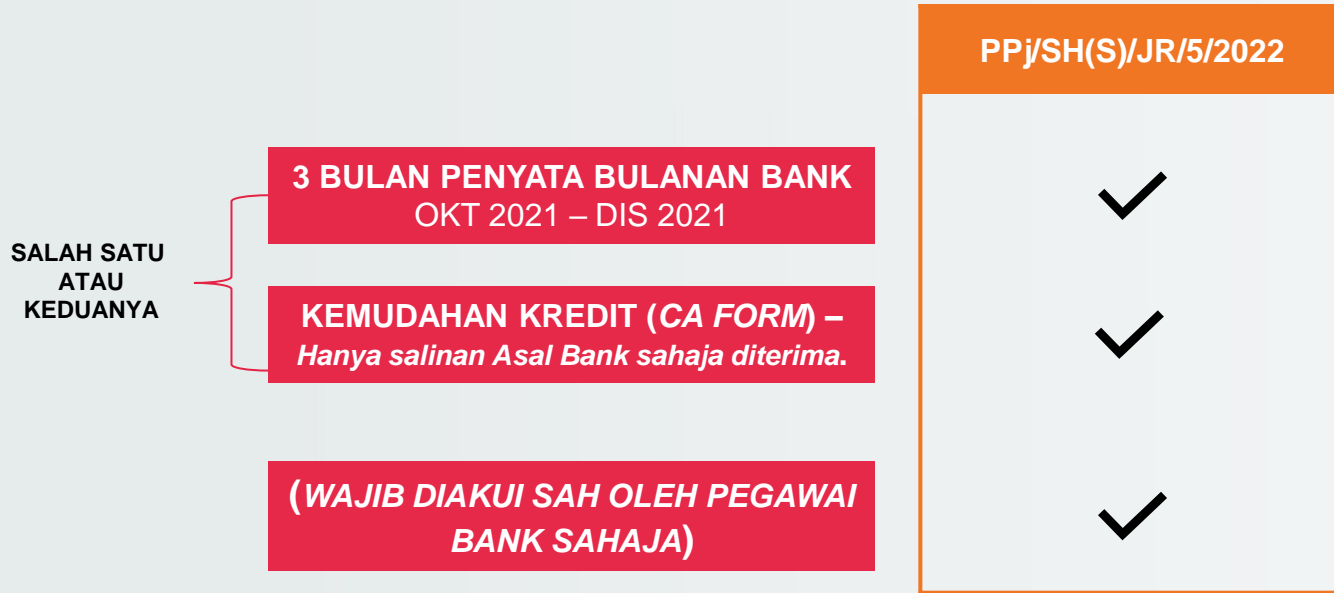 PPj/SH(S)/JR/5/2022
3 BULAN PENYATA BULANAN BANK
OKT 2021 – DIS 2021
SALAH SATU
ATAU
KEDUANYA
KEMUDAHAN KREDIT (CA FORM) –
Hanya salinan Asal Bank sahaja diterima.
(WAJIB DIAKUI SAH OLEH PEGAWAI
BANK SAHAJA)